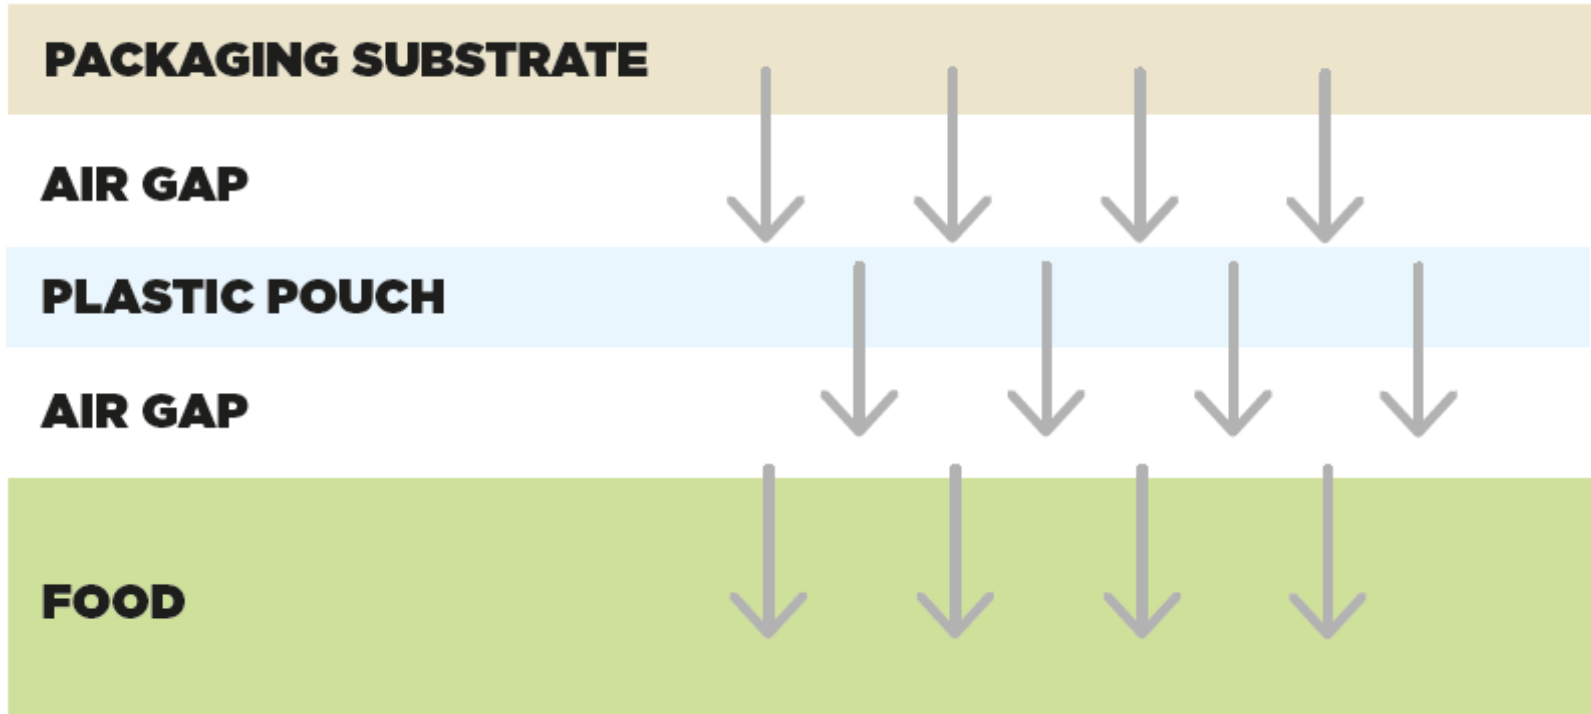 PACKAGING SUBSTRATE
AIR GAP
PLASTIC POUCH
AIR GAP
FOOD